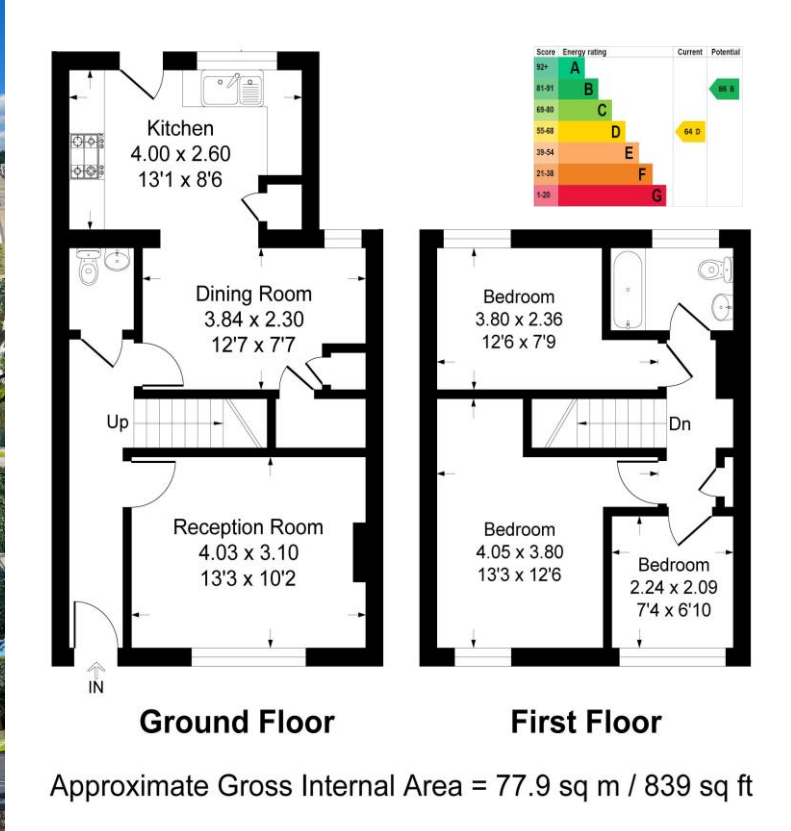 Score Energy rating Current Potential
92+ A
81-91 B 86 B
69-80 C
55-68 D 64 D
39-54 E
21-38 F
1-20 G
Kitchen
4.00 x 2.60
13'1 x 8'6
Dining Room
3.84 x 2.30
12'7 x 7'7
Up
Reception Room
4.03 x 3.10
13'3 x 10'2
IN
Bedroom
3.80 x 2.36
12'6 x 7'9
Dn
Bedroom
4.05 x 3.80
13'3 x 12'6
Bedroom
2.24 x 2.09
7'4 x 6'10
Ground Floor
First Floor
Approximate Gross Internal Area = 77.9 sq m / 839 sq ft